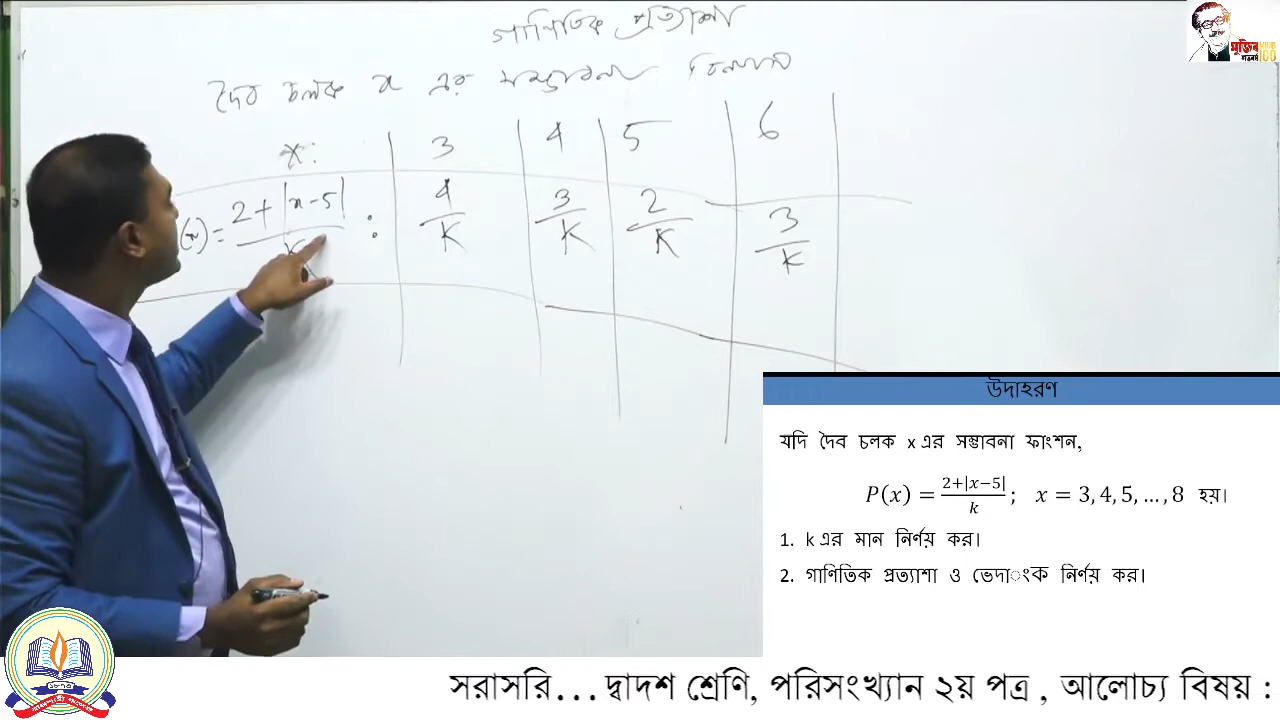 গাণিতিক প্রত্যাশা
দৈব চলক x এর সম্ভাবনা বিন্যাস
x: 3 4 5 6
(x) = 2+|x-5| / K : 4/K 3/K 2/K 3/K
মুজিব
শতবর্ষ 100
উদাহরণ
যদি দৈব চলক x এর সম্ভাবনা ফাংশন,
P(x) = 2+|x−5| / k ; x = 3, 4, 5, ..., 8 হয়।
1. k এর মান নির্ণয় কর।
2. গাণিতিক প্রত্যাশা ও ভেদাংক নির্ণয় কর।
সরাসরি... দ্বাদশ শ্রেণি, পরিসংখ্যান ২য় পত্র , আলোচ্য বিষয় :